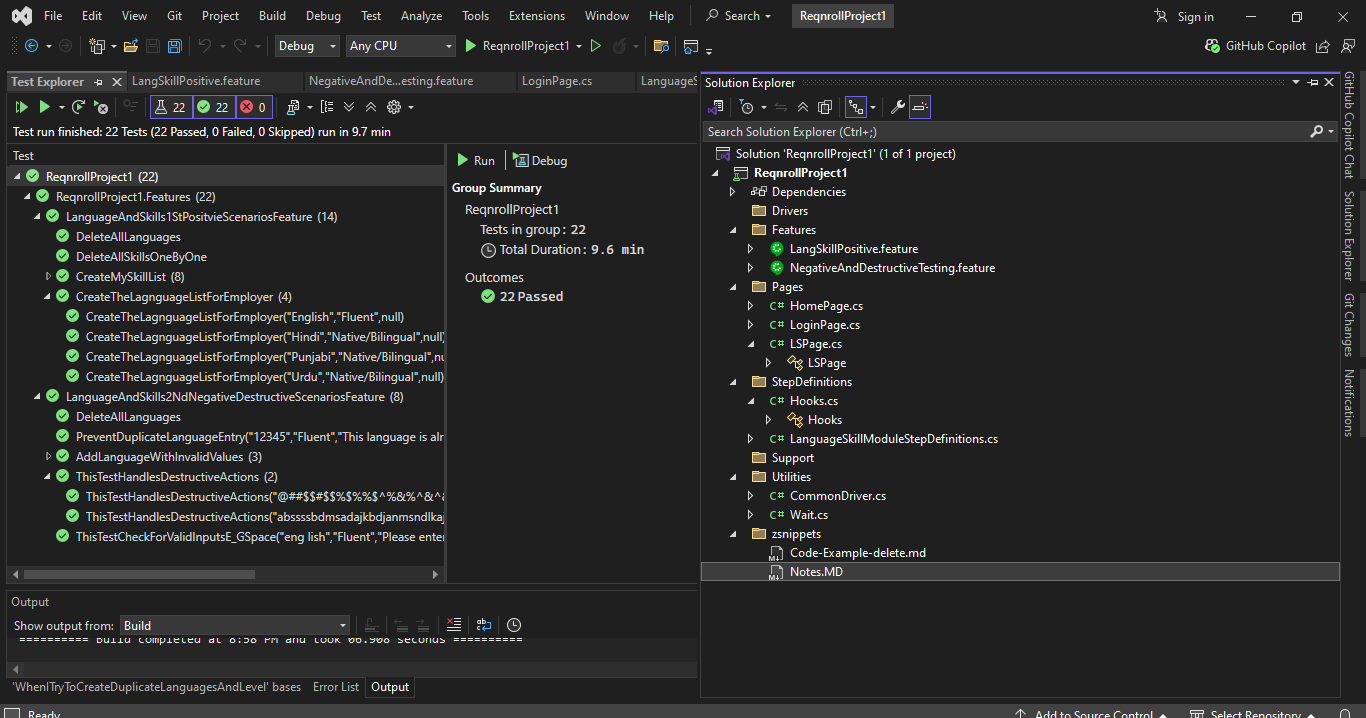 File Edit View Git Project Build Debug Test Analyze Tools Extensions Window Help Search ReqnrollProject1 Sign in
Debug Any CPU ReqnrollProject1 GitHub Copilot
Test Explorer LangSkillPositive.feature NegativeAndDe...esting.feature LoginPage.cs LanguageS
22 22 0
Test run finished: 22 Tests (22 Passed, 0 Failed, 0 Skipped) run in 9.7 min
Test
ReqnrollProject1 (22)
ReqnrollProject1.Features (22)
LanguageAndSkills1StPositvieScenariosFeature (14)
DeleteAllLanguages
DeleteAllSkillsOneByOne
CreateMySkillList (8)
CreateTheLagnguageListForEmployer (4)
CreateTheLagnguageListForEmployer("English","Fluent",null)
CreateTheLagnguageListForEmployer("Hindi","Native/Bilingual",null)
CreateTheLagnguageListForEmployer("Punjabi","Native/Bilingual",nu
CreateTheLagnguageListForEmployer("Urdu","Native/Bilingual",null)
LanguageAndSkills2NdNegativeDestructiveScenariosFeature (8)
DeleteAllLanguages
PreventDuplicateLanguageEntry("12345","Fluent","This language is alr
AddLanguageWithInvalidValues (3)
ThisTestHandlesDestructiveActions (2)
ThisTestHandlesDestructiveActions("@##$$#$$%$%%$^%&%^&^&
ThisTestHandlesDestructiveActions("abssssbdmsadajkbdjanmsndlkaj
ThisTestCheckForValidInputsE_GSpace("eng lish","Fluent","Please enter
Run Debug
Group Summary
ReqnrollProject1
Tests in group: 22
Total Duration: 9.6 min
Outcomes
22 Passed
Output
Show output from: Build
========== Build completed at 8:58 PM and took 06.908 seconds ==========
'WhenITryToCreateDuplicateLanguagesAndLevel' bases Error List Output
Solution Explorer
Search Solution Explorer (Ctrl+;)
Solution 'ReqnrollProject1' (1 of 1 project)
ReqnrollProject1
Dependencies
Drivers
Features
LangSkillPositive.feature
NegativeAndDestructiveTesting.feature
Pages
C# HomePage.cs
C# LoginPage.cs
C# LSPage.cs
LSPage
StepDefinitions
C# Hooks.cs
Hooks
C# LanguageSkillModuleStepDefinitions.cs
Support
Utilities
C# CommonDriver.cs
C# Wait.cs
zsnippets
Code-Example-delete.md
Notes.MD
GitHub Copilot Chat
Solution Explorer
Git Changes
Notifications
Ready Add to Source Control Select Repository